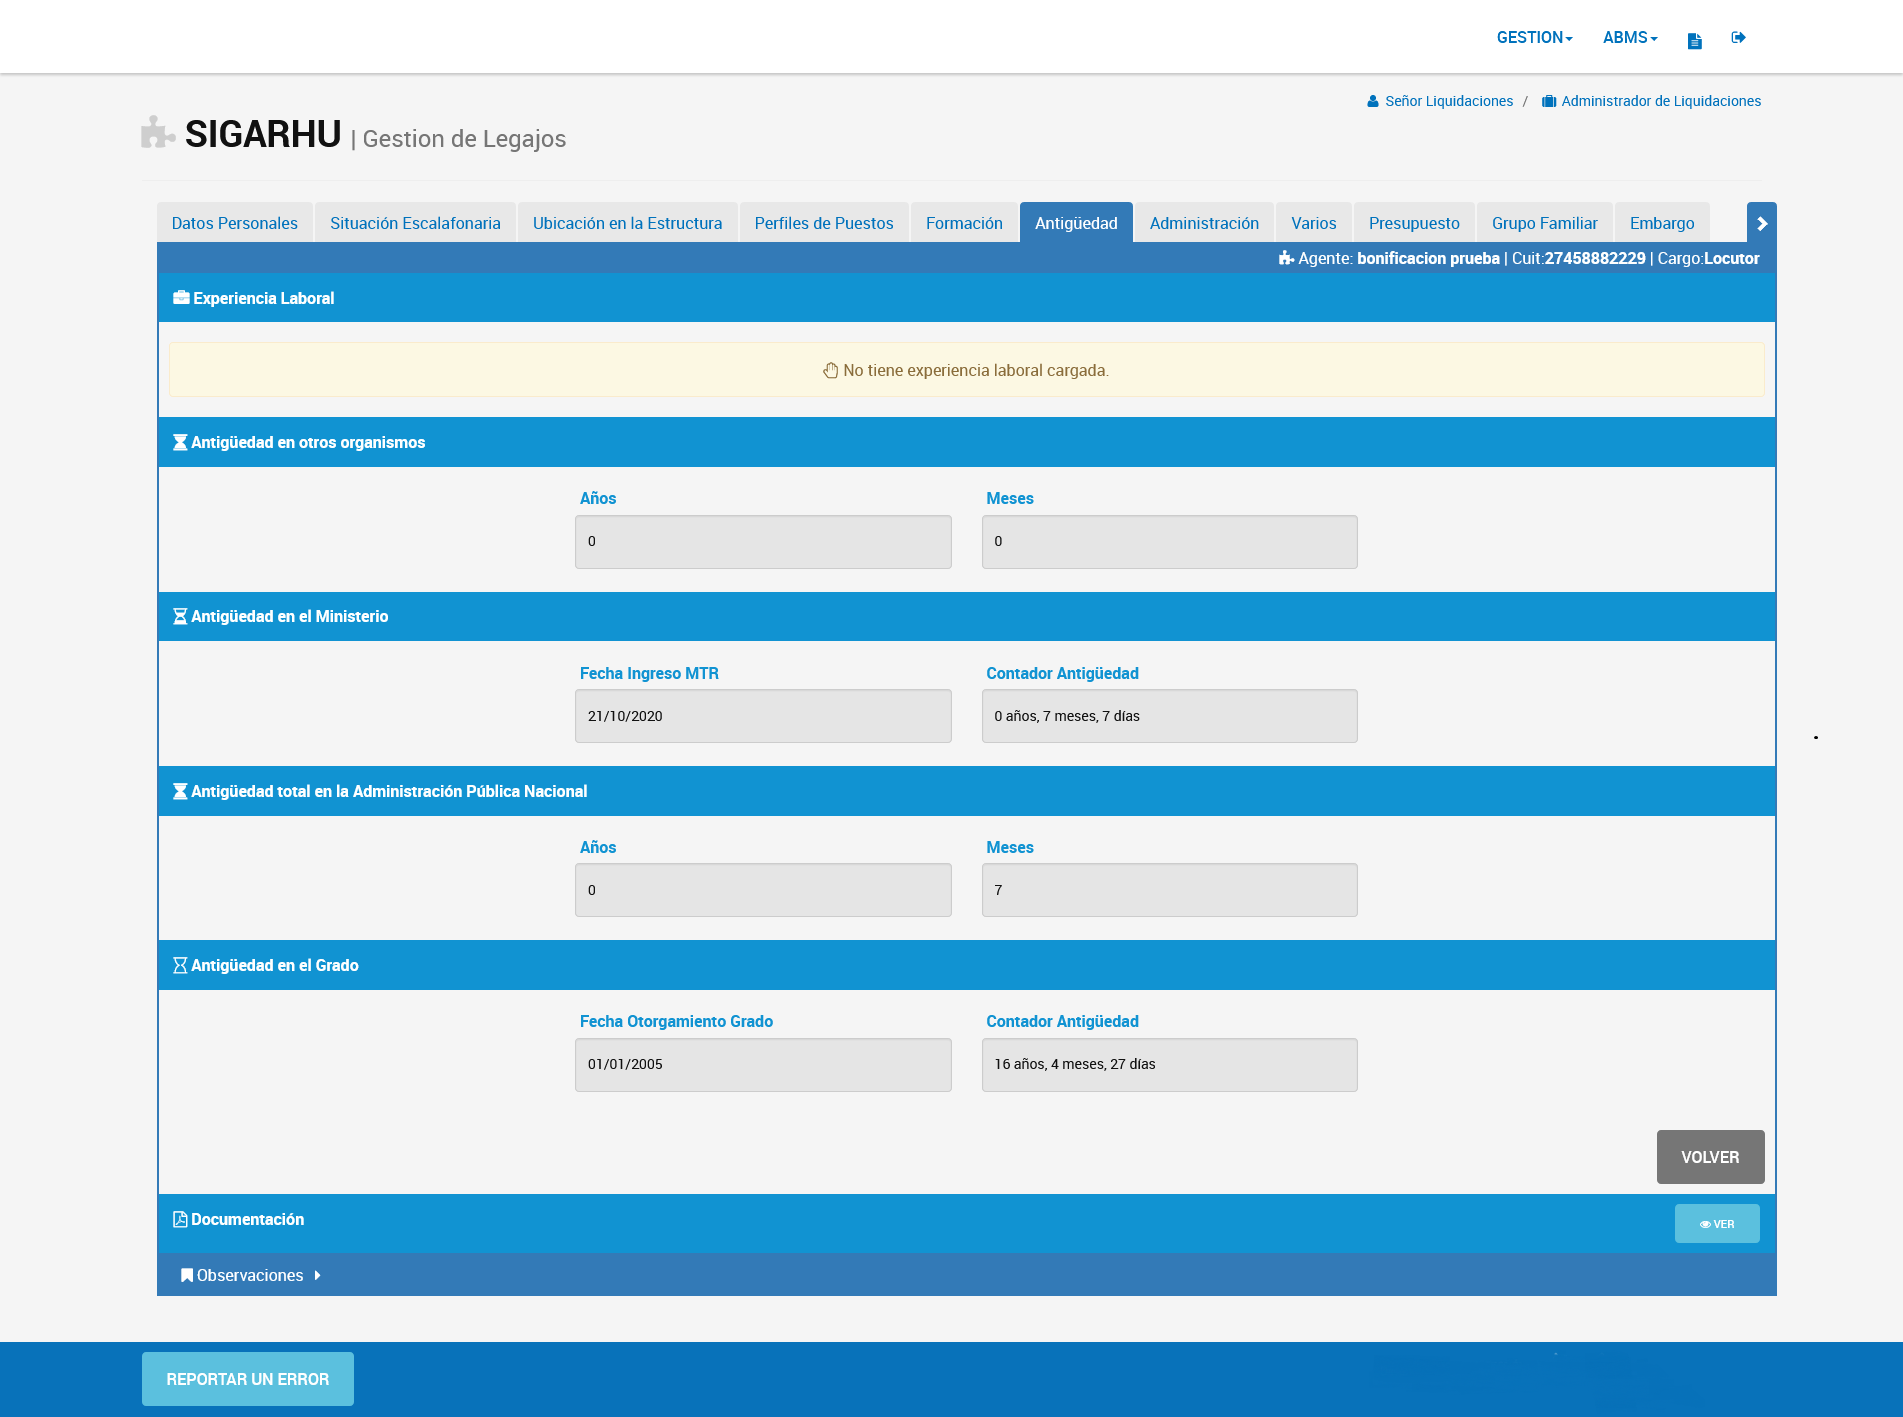 GESTION ABMS
Señor Liquidaciones / Administrador de Liquidaciones
SIGARHU | Gestion de Legajos
Datos Personales Situación Escalafonaria Ubicación en la Estructura Perfiles de Puestos Formación Antigüedad Administración Varios Presupuesto Grupo Familiar Embargo
Agente: bonificacion prueba | Cuit:27458882229 | Cargo:Locutor
Experiencia Laboral
No tiene experiencia laboral cargada.
Antigüedad en otros organismos
Años Meses
0 0
Antigüedad en el Ministerio
Fecha Ingreso MTR Contador Antigüedad
21/10/2020 0 años, 7 meses, 7 días
Antigüedad total en la Administración Pública Nacional
Años Meses
0 7
Antigüedad en el Grado
Fecha Otorgamiento Grado Contador Antigüedad
01/01/2005 16 años, 4 meses, 27 días
VOLVER
Documentación VER
Observaciones
REPORTAR UN ERROR